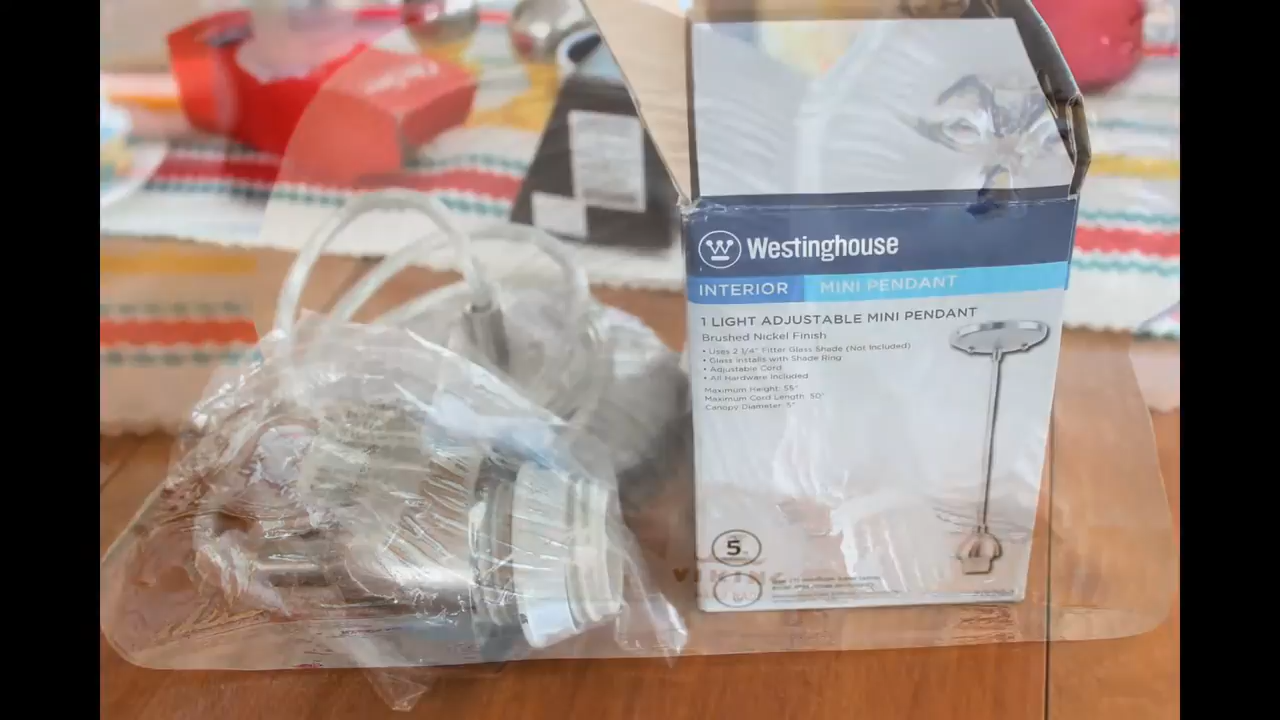 Westinghouse
INTERIOR MINI PENDANT
1 LIGHT ADJUSTABLE MINI PENDANT
Brushed Nickel Finish
• Uses 2 1/4" Fitter Glass Shade (Not Included)
• Glass Installs with Shade Ring
• Adjustable Cord
• All Hardware Included
Maximum Height: 55"
Maximum Cord Length: 50"
Canopy Diameter: 5"
5
VIKING